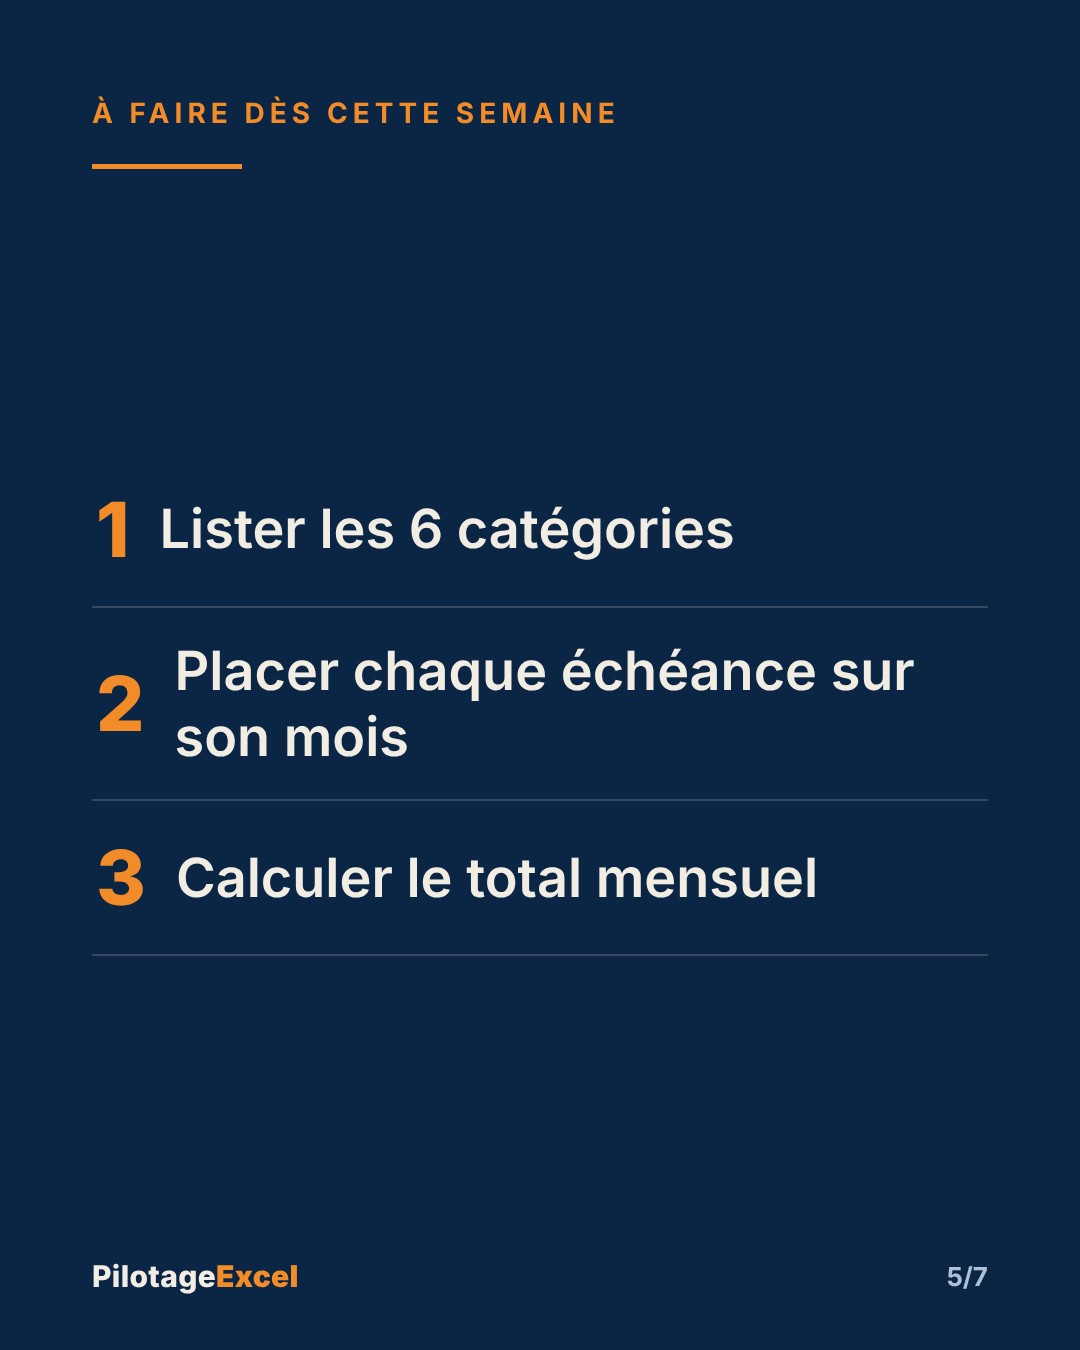 À FAIRE DÈS CETTE SEMAINE
1 Lister les 6 catégories
2 Placer chaque échéance sur
son mois
3 Calculer le total mensuel
PilotageExcel
5/7